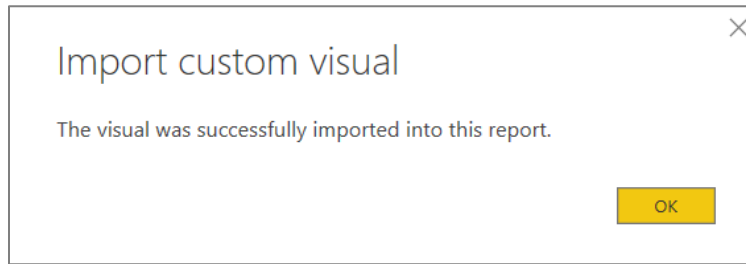 Import custom visual
The visual was successfully imported into this report.
OK